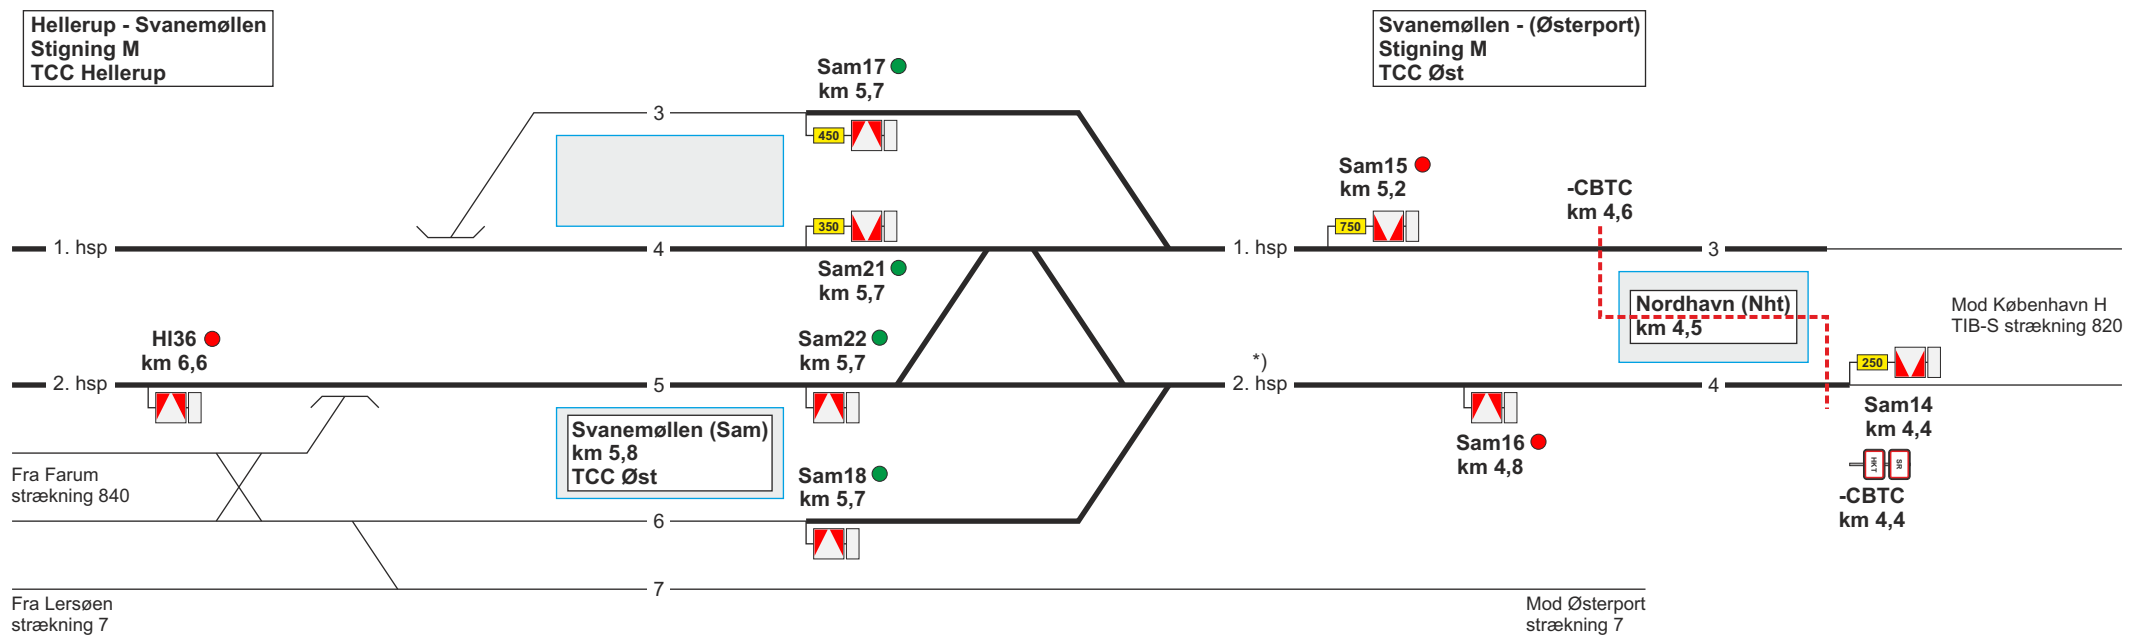 Hellerup - Svanemøllen
Stigning M
TCC Hellerup
Svanemøllen - (Østerport)
Stigning M
TCC Øst
Sam17
km 5,7
3
450
Sam15
km 5,2
-CBTC
km 4,6
350
750
1. hsp
4
1. hsp
3
Sam21
km 5,7
Nordhavn (Nht)
km 4,5
Mod København H
TIB-S strækning 820
HI36
km 6,6
Sam22
km 5,7
*)
250
2. hsp
5
2. hsp
4
Sam14
km 4,4
Svanemøllen (Sam)
km 5,8
TCC Øst
Sam16
km 4,8
HKT
SR
Fra Farum
strækning 840
Sam18
km 5,7
-CBTC
km 4,4
6
7
Fra Lersøen
strækning 7
Mod Østerport
strækning 7